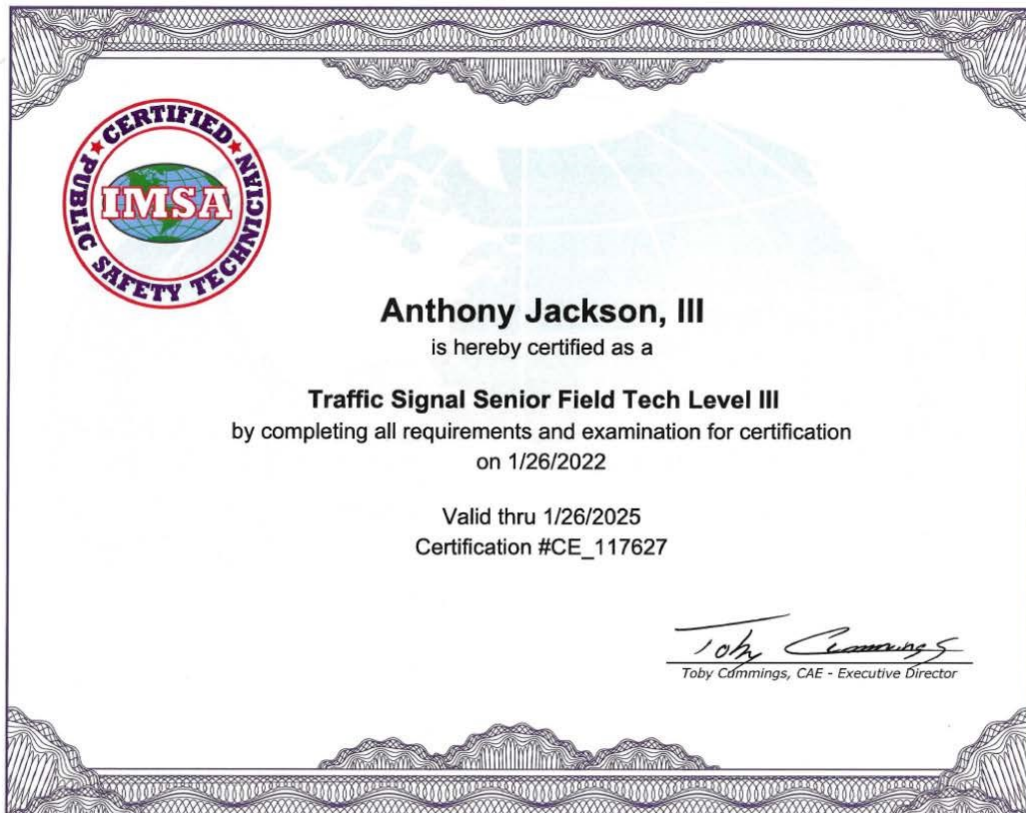 ★ CERTIFIED ★
PUBLIC SAFETY TECHNICIAN
IMSA
Anthony Jackson, III
is hereby certified as a
Traffic Signal Senior Field Tech Level III
by completing all requirements and examination for certification
on 1/26/2022
Valid thru 1/26/2025
Certification #CE_117627
Toby Cummings
Toby Cummings, CAE - Executive Director